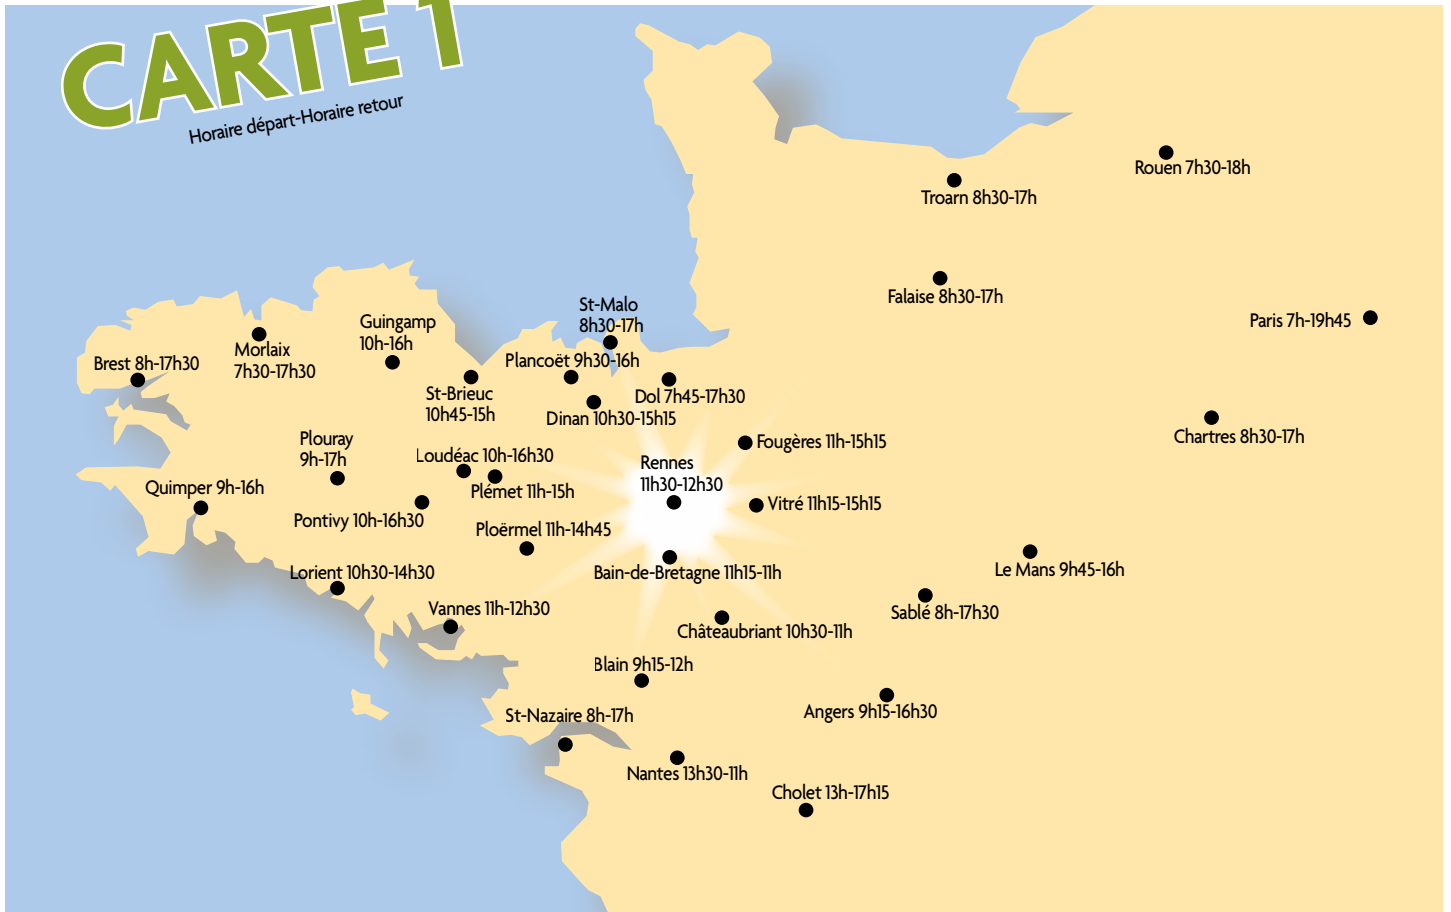 CARTE 1
Horaire départ-Horaire retour
Rouen 7h30-18h
Troarn 8h30-17h
Falaise 8h30-17h
Paris 7h-19h45
St-Malo
8h30-17h
Guingamp
10h-16h
Morlaix
7h30-17h30
Brest 8h-17h30
Plancoët 9h30-16h
St-Brieuc
10h45-15h
Dol 7h45-17h30
Dinan 10h30-15h15
Chartres 8h30-17h
Fougères 11h-15h15
Plouray
9h-17h
Loudéac 10h-16h30
Rennes
11h30-12h30
Plémet 11h-15h
Quimper 9h-16h
Vitré 11h15-15h15
Pontivy 10h-16h30
Ploërmel 11h-14h45
Lorient 10h30-14h30
Bain-de-Bretagne 11h15-11h
Le Mans 9h45-16h
Vannes 11h-12h30
Sablé 8h-17h30
Châteaubriant 10h30-11h
Blain 9h15-12h
St-Nazaire 8h-17h
Angers 9h15-16h30
Nantes 13h30-11h
Cholet 13h-17h15